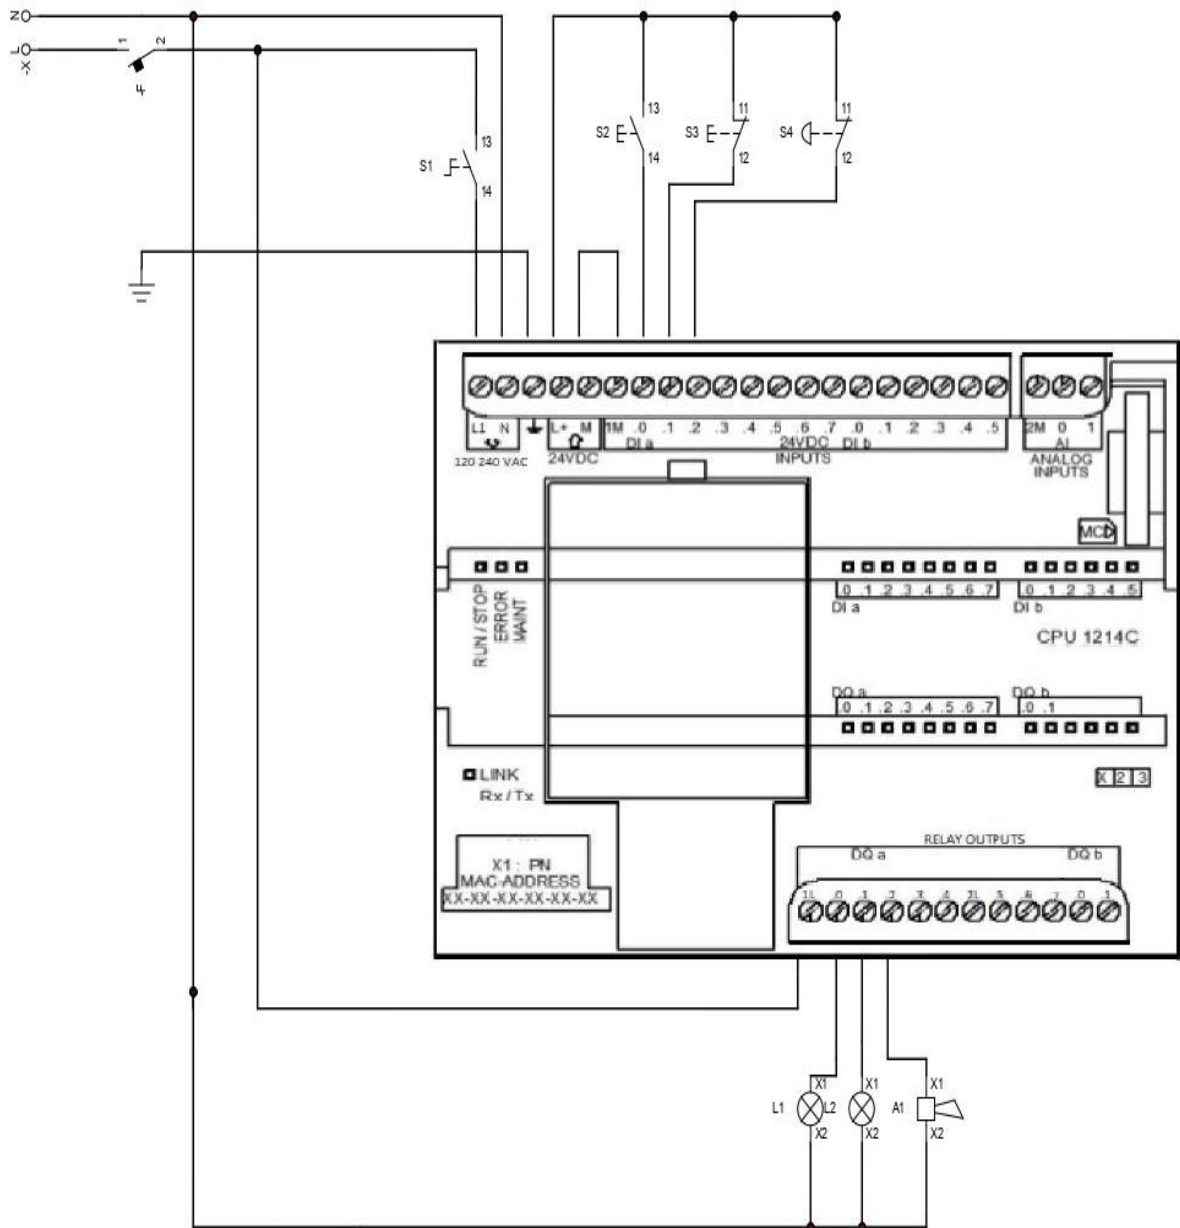 N
L
-X
1
2
13
S1
14
13
S2
14
11
S3
12
11
S4
12
L1 N L+ M 1M .0 .1 .2 .3 .4 .5 .6 .7 .0 .1 .2 .3 .4 .5
2M 0 1
DI a 24VDC DI b
AI
120 240 VAC
24VDC
INPUTS
ANALOG
INPUTS
MC
RUN / STOP
ERROR
MAINT
.0 .1 .2 .3 .4 .5 .6 .7
DI a
.0 .1 .2 .3 .4 .5
DI b
CPU 1214C
DQ a
.0 .1 .2 .3 .4 .5 .6 .7
DQ b
.0 .1
LINK
Rx / Tx
X 2 3
RELAY OUTPUTS
DQ a DQ b
X1 : PN
MAC-ADDRESS
XX-XX-XX-XX-XX-XX
1L .0 .1 .2 .3 .4 2L .5 .6 .7 .0 .1
X1
L1
X2
X1
L2
X2
X1
A1
X2